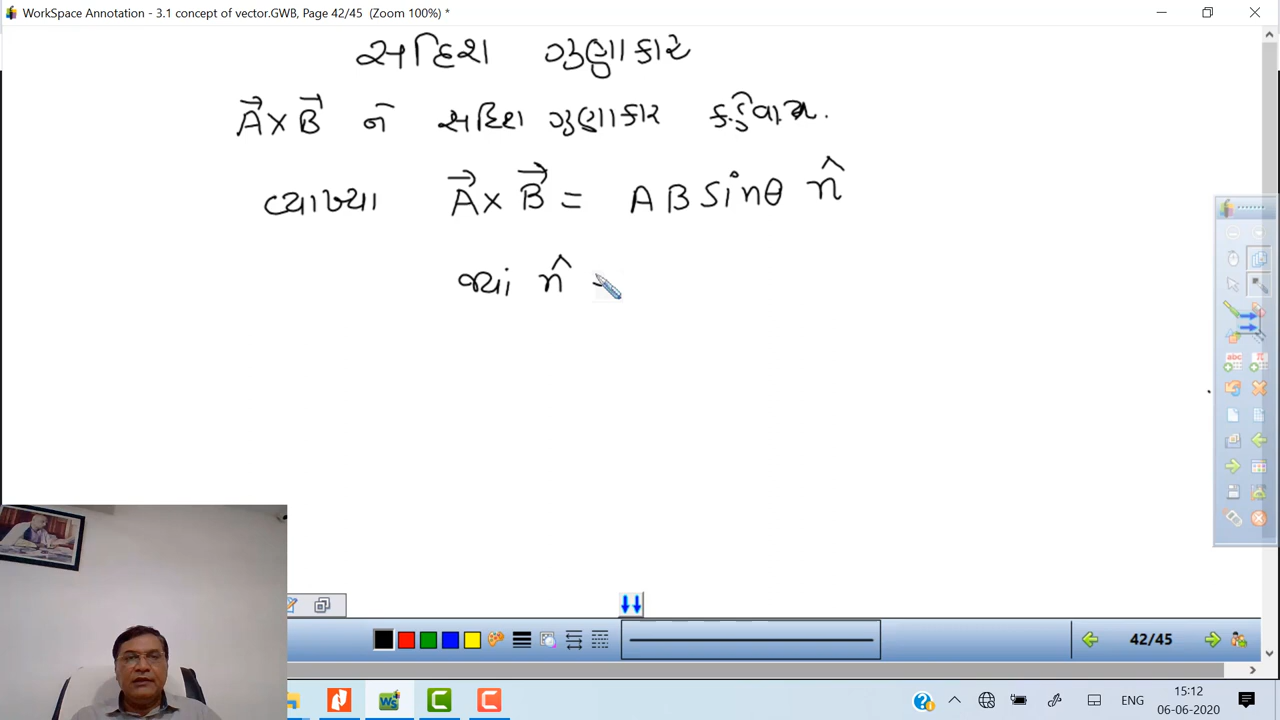 WorkSpace Annotation - 3.1 concept of vector.GWB, Page 42/45 (Zoom 100%) *
સદિશ ગુણાકાર
A⃗ × B⃗ ને સદિશ ગુણાકાર કહેવાય.
વ્યાખ્યા A⃗ × B⃗ = A B Sinθ n̂
જ્યાં n̂
abc π
42/45
ENG
15:12
06-06-2020